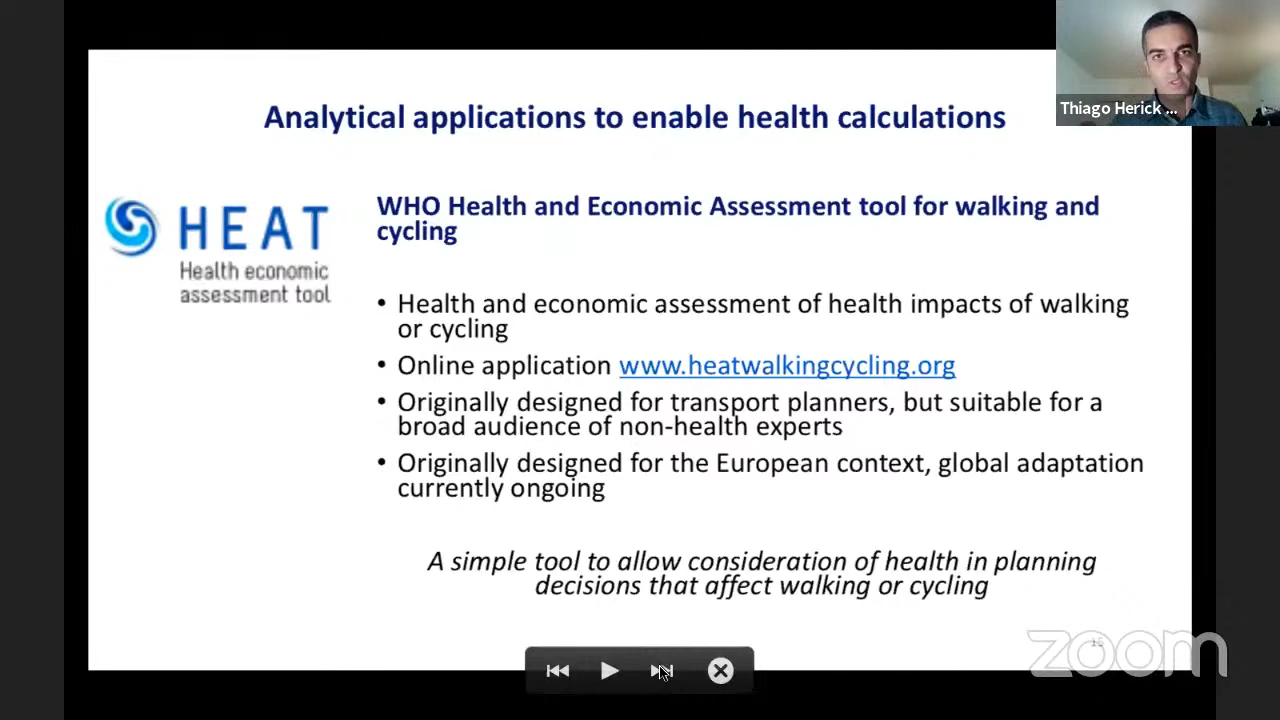 Analytical applications to enable health calculations
Thiago Herick ...
HEAT
Health economic
assessment tool
WHO Health and Economic Assessment tool for walking and
cycling
• Health and economic assessment of health impacts of walking
or cycling
• Online application www.heatwalkingcycling.org
• Originally designed for transport planners, but suitable for a
broad audience of non-health experts
• Originally designed for the European context, global adaptation
currently ongoing
A simple tool to allow consideration of health in planning
decisions that affect walking or cycling
15
zoom